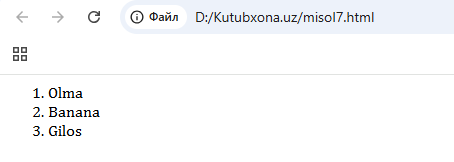 Файл D:/Kutubxona.uz/misol7.html
1. Olma
2. Banana
3. Gilos